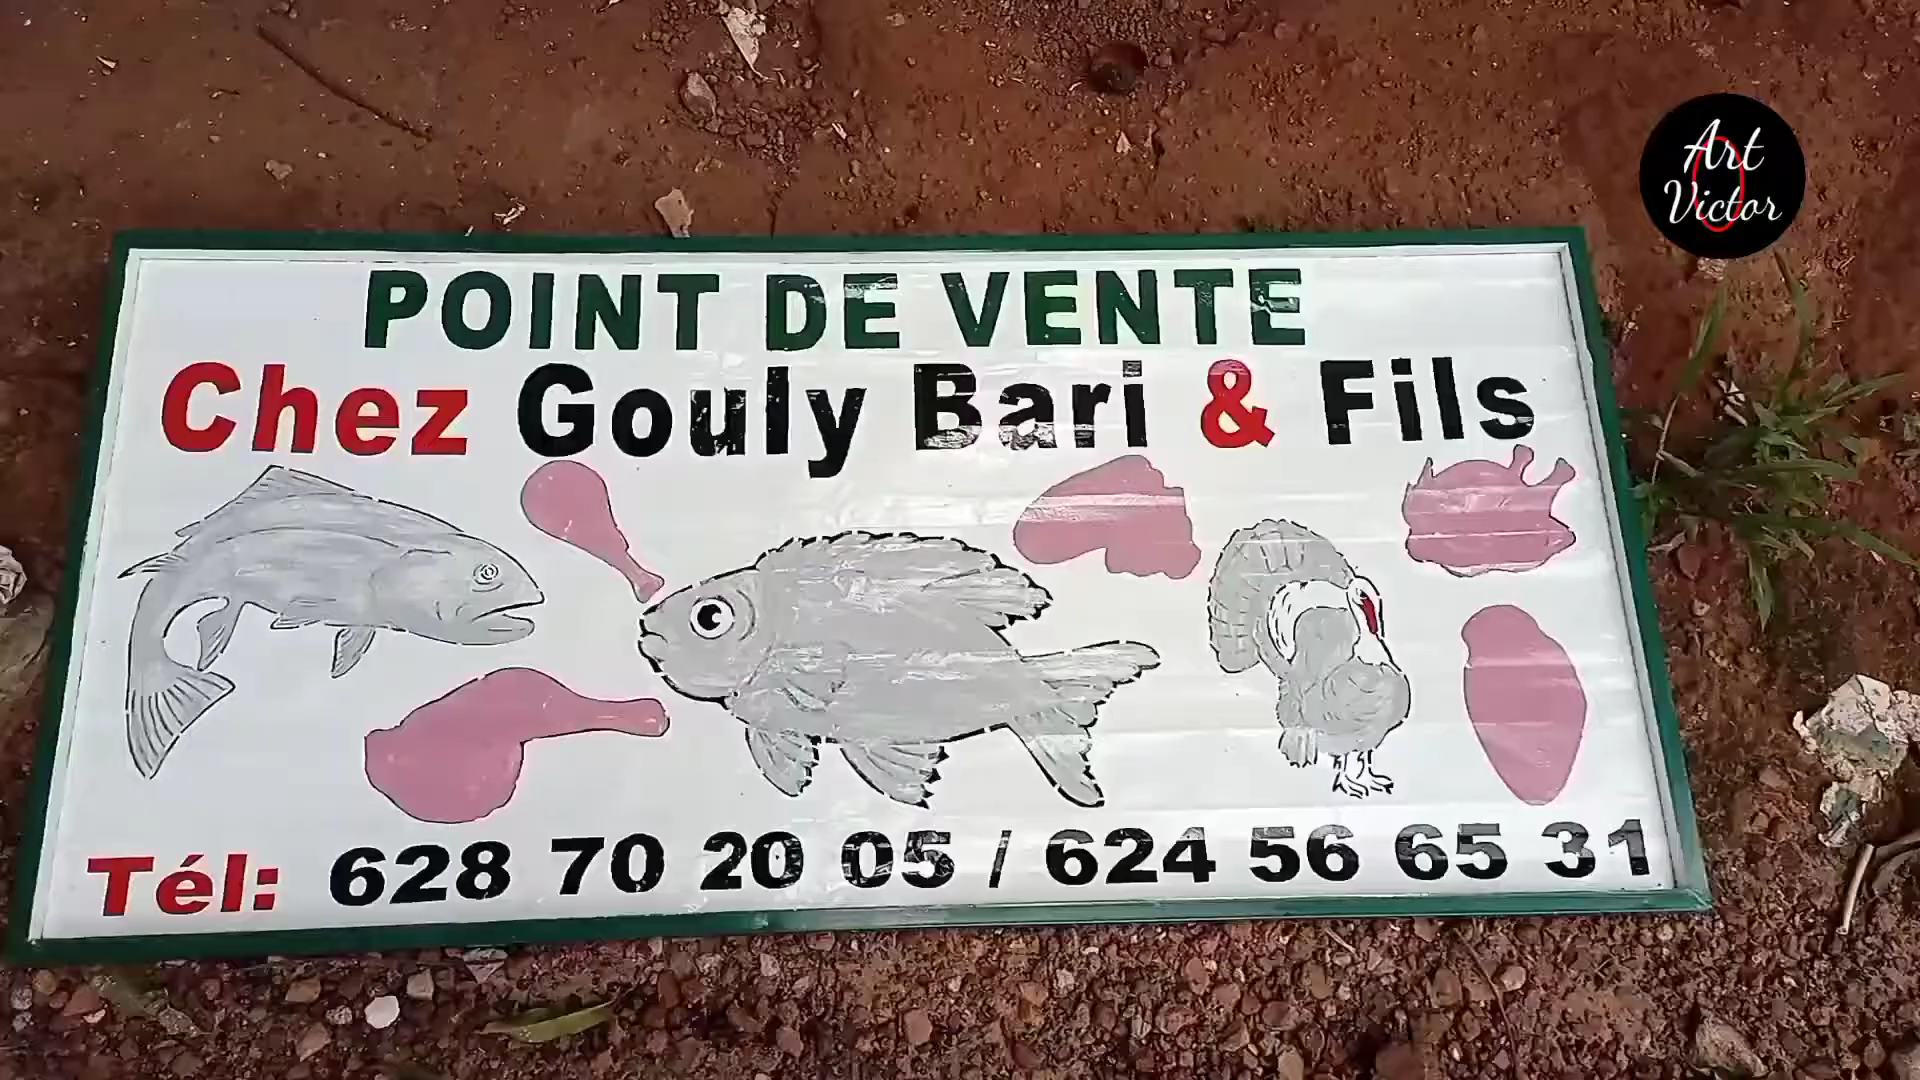 Art
Victor
POINT DE VENTE
Chez Gouly Bari & Fils
Tél: 628 70 20 05 / 624 56 65 31